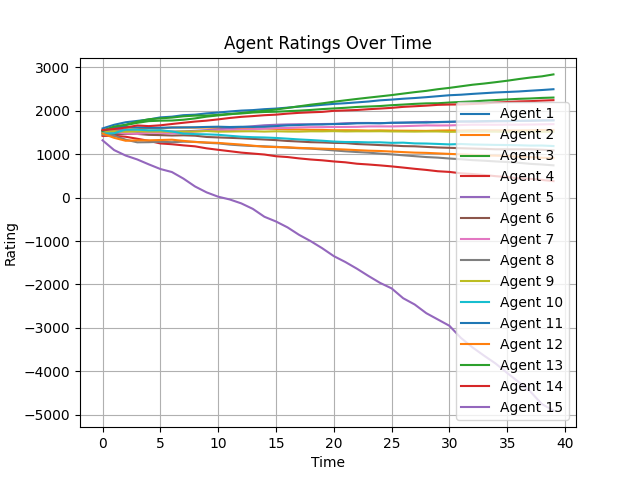 Agent Ratings Over Time
3000
2000
1000
0
−1000
−2000
−3000
−4000
−5000
Rating
0 5 10 15 20 25 30 35 40
Time
Agent 1
Agent 2
Agent 3
Agent 4
Agent 5
Agent 6
Agent 7
Agent 8
Agent 9
Agent 10
Agent 11
Agent 12
Agent 13
Agent 14
Agent 15